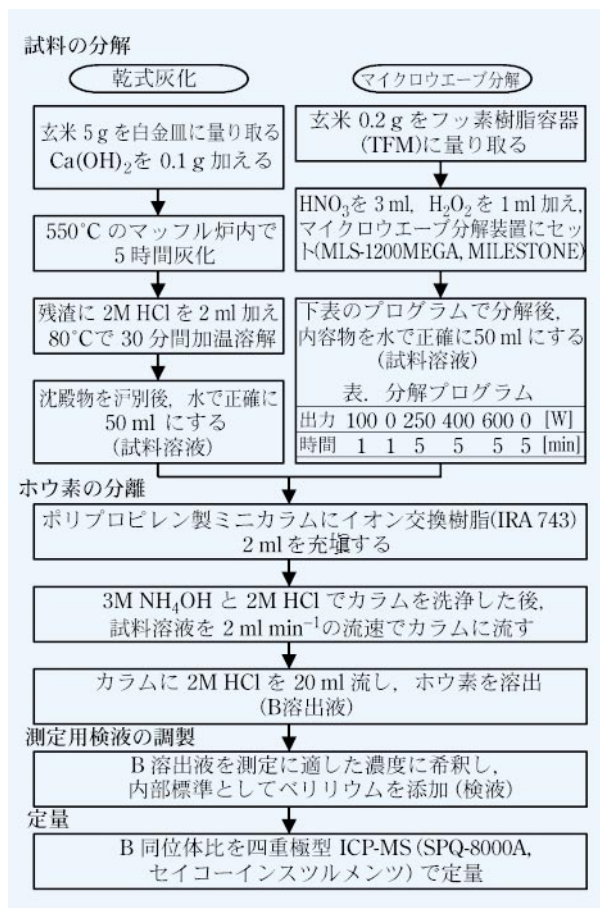 試料の分解
乾式灰化
玄米 5 g を白金皿に量り取る
Ca(OH)₂を 0.1 g 加える
550°C のマッフル炉内で
5 時間灰化
残渣に 2M HCl を 2 ml 加え
80°C で 30 分間加温溶解
沈殿物を沪別後, 水で正確に
50 ml にする
(試料溶液)
マイクロウエーブ分解
玄米 0.2 g をフッ素樹脂容器
(TFM)に量り取る
HNO₃を 3 ml, H₂O₂を 1 ml 加え,
マイクロウエーブ分解装置にセッ
ト(MLS-1200MEGA, MILESTONE)
下表のプログラムで分解後,
内容物を水で正確に50 ml にする
(試料溶液)
表. 分解プログラム
出力 100 0 250 400 600 0 [W]
時間 1 1 5 5 5 5 [min]
ホウ素の分離
ポリプロピレン製ミニカラムにイオン交換樹脂(IRA 743)
2 ml を充塡する
3M NH₄OH と 2M HCl でカラムを洗浄した後,
試料溶液を 2 ml min⁻¹の流速でカラムに流す
カラムに 2M HCl を 20 ml 流し, ホウ素を溶出
(B溶出液)
測定用検液の調製
B 溶出液を測定に適した濃度に希釈し,
内部標準としてベリリウムを添加 (検液)
定量
B 同位体比を四重極型 ICP-MS (SPQ-8000A,
セイコーインスツルメンツ) で定量